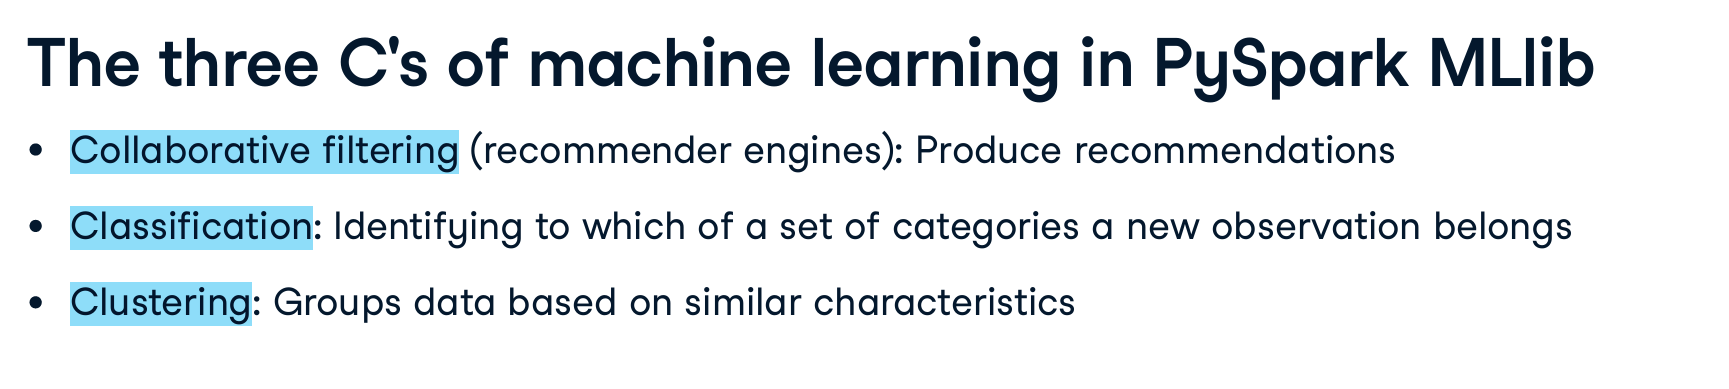 The three C's of machine learning in PySpark MLlib
• Collaborative filtering (recommender engines): Produce recommendations
• Classification: Identifying to which of a set of categories a new observation belongs
• Clustering: Groups data based on similar characteristics